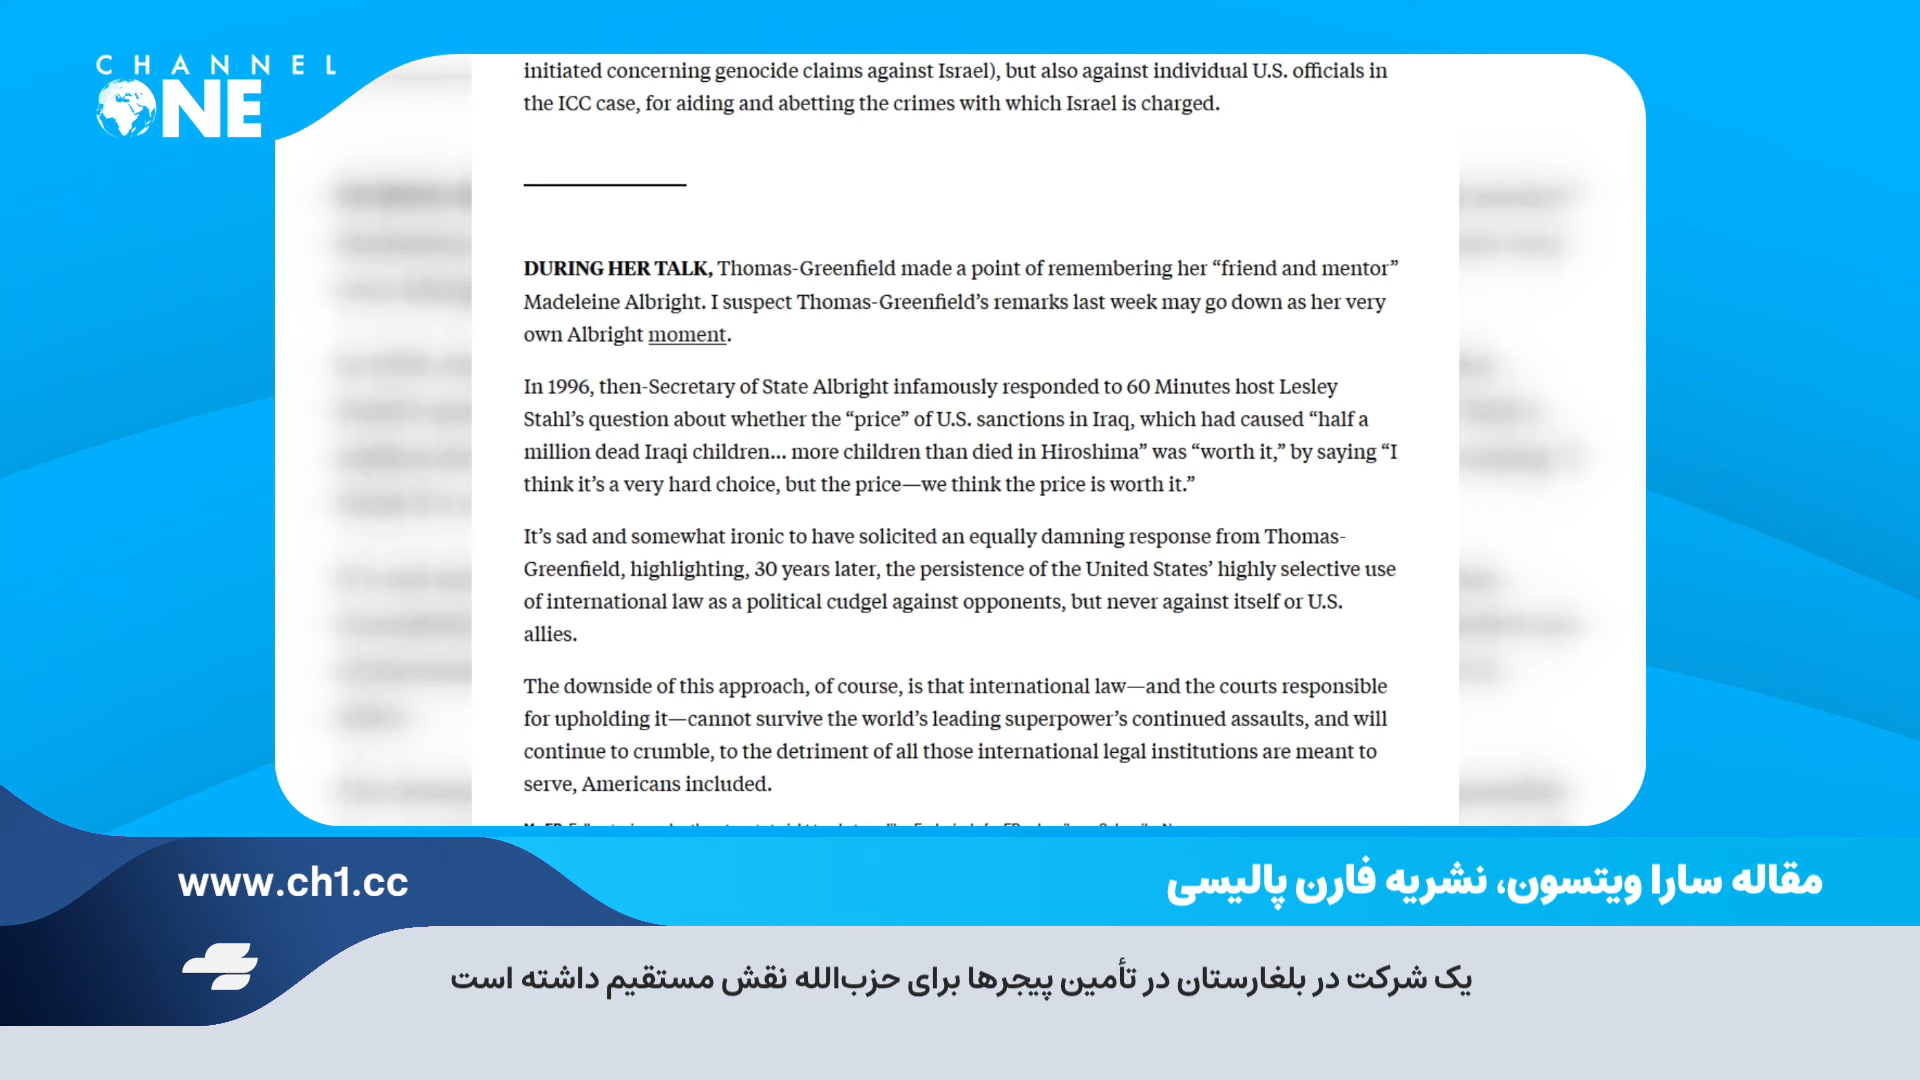 CHANNEL
ONE
initiated concerning genocide claims against Israel), but also against individual U.S. officials in
the ICC case, for aiding and abetting the crimes with which Israel is charged.
DURING HER TALK, Thomas-Greenfield made a point of remembering her “friend and mentor”
Madeleine Albright. I suspect Thomas-Greenfield’s remarks last week may go down as her very
own Albright moment.
In 1996, then-Secretary of State Albright infamously responded to 60 Minutes host Lesley
Stahl’s question about whether the “price” of U.S. sanctions in Iraq, which had caused “half a
million dead Iraqi children... more children than died in Hiroshima” was “worth it,” by saying “I
think it’s a very hard choice, but the price—we think the price is worth it.”
It’s sad and somewhat ironic to have solicited an equally damning response from Thomas-
Greenfield, highlighting, 30 years later, the persistence of the United States’ highly selective use
of international law as a political cudgel against opponents, but never against itself or U.S.
allies.
The downside of this approach, of course, is that international law—and the courts responsible
for upholding it—cannot survive the world’s leading superpower’s continued assaults, and will
continue to crumble, to the detriment of all those international legal institutions are meant to
serve, Americans included.
www.ch1.cc
مقاله سارا ویتسون، نشریه فارن پالیسی
یک شرکت در بلغارستان در تأمین پیجرها برای حزب‌الله نقش مستقیم داشته است